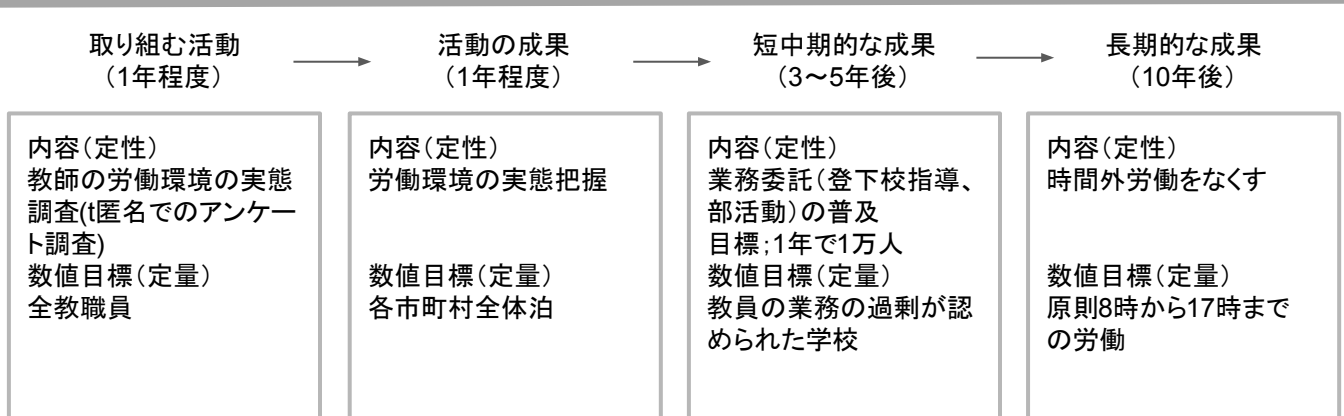 取り組む活動
（1年程度）
活動の成果
（1年程度）
短中期的な成果
（3〜5年後）
長期的な成果
（10年後）
内容（定性）
教師の労働環境の実態
調査(t匿名でのアンケー
ト調査)
数値目標（定量）
全教職員
内容（定性）
労働環境の実態把握
数値目標（定量）
各市町村全体泊
内容（定性）
業務委託（登下校指導、
部活動）の普及
目標；1年で1万人
数値目標（定量）
教員の業務の過剰が認
められた学校
内容（定性）
時間外労働をなくす
数値目標（定量）
原則8時から17時まで
の労働